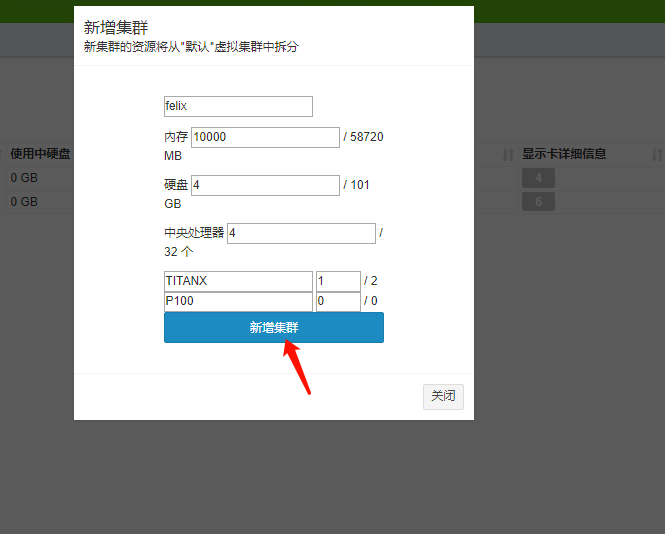 新增集群
新集群的资源将从"默认"虚拟集群中拆分
felix
内存 10000 / 58720
MB
硬盘 4 / 101
GB
中央处理器 4 /
32 个
TITANX 1 / 2
P100 0 / 0
新增集群
关闭
使用中硬盘 显示卡详细信息
0 GB 4
0 GB 6